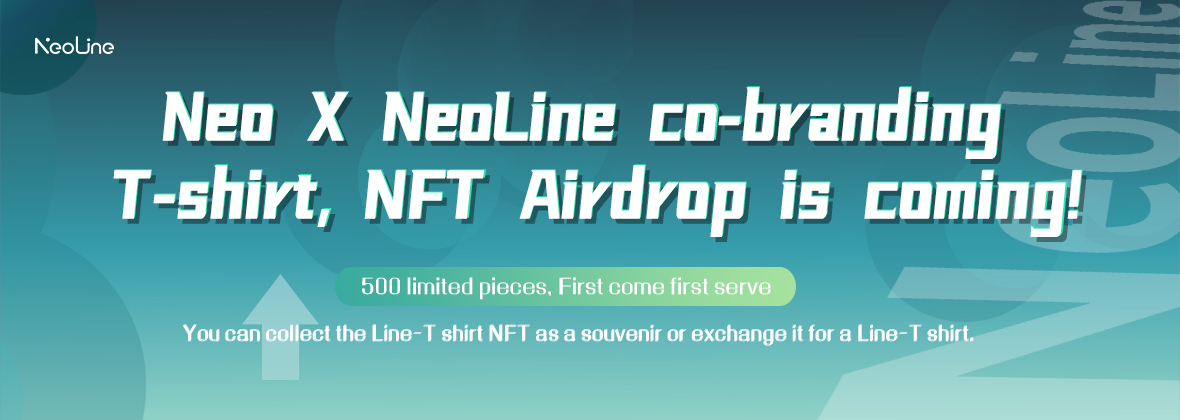 NeoLine
Neo X NeoLine co-branding
T-shirt, NFT Airdrop is coming!
500 limited pieces, First come first serve
You can collect the Line-T shirt NFT as a souvenir or exchange it for a Line-T shirt.
NeoLine